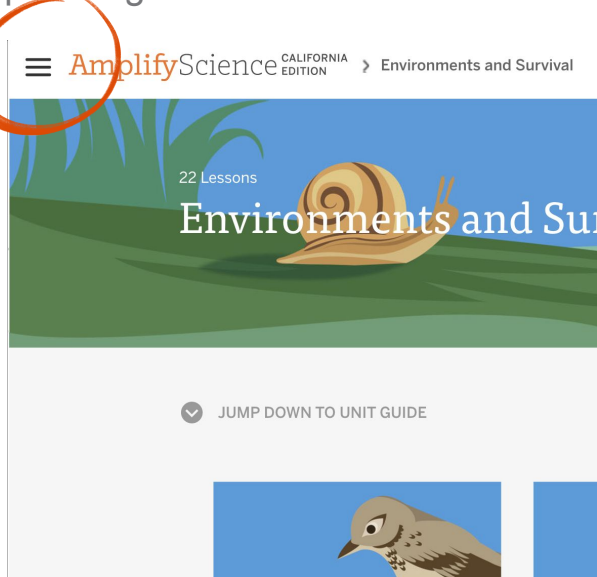 AmplifyScience CALIFORNIA EDITION > Environments and Survival
22 Lessons
Environments and Sur
JUMP DOWN TO UNIT GUIDE